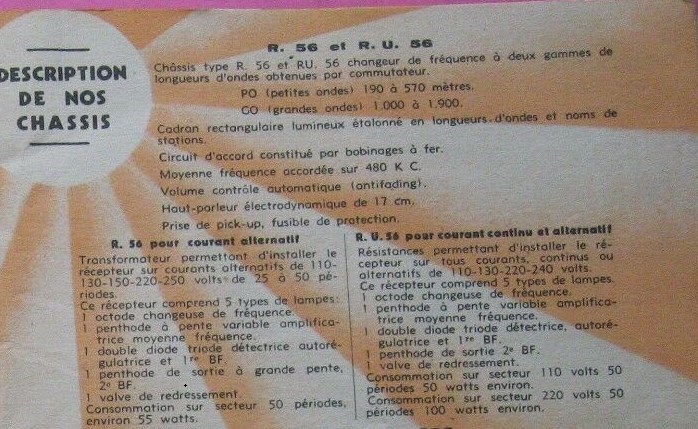 DESCRIPTION
DE NOS
CHASSIS
R. 56 et R. U. 56
Châssis type R. 56 et RU. 56 changeur de fréquence à deux gammes de
longueurs d'ondes obtenues par commutateur.
PO (petites ondes) 190 à 570 mètres.
GO (grandes ondes) 1.000 à 1.900.
Cadran rectangulaire lumineux étalonné en longueurs d'ondes et noms de
stations.
Circuit d'accord constitué par bobinages à fer.
Moyenne fréquence accordée sur 480 K C.
Volume contrôle automatique (antifading).
Haut-parleur électrodynamique de 17 cm.
Prise de pick-up, fusible de protection.
R. 56 pour courant alternatif
Transformateur permettant d'installer le
récepteur sur courants alternatifs de 110-
130-150-220-250 volts de 25 à 50 pé-
riodes.
Ce récepteur comprend 5 types de lampes:
1 octode changeuse de fréquence.
1 penthode à pente variable amplifica-
trice moyenne fréquence.
1 double diode triode détectrice autoré-
gulatrice et 1re BF.
1 penthode de sortie à grande pente,
2e BF.
1 valve de redressement.
Consommation sur secteur 50 périodes,
environ 55 watts.
R. U. 56 pour courant continu et alternatif
Résistances permettant d'installer le ré-
cepteur sur tous courants, continus ou
alternatifs de 110-130-220-240 volts.
Ce récepteur comprend 5 types de lampes.
1 octode changeuse de fréquence.
1 penthode à pente variable amplifica-
trice moyenne fréquence.
1 double diode triode détectrice, autoré-
gulatrice et 1re BF.
1 penthode de sortie 2e BF.
1 valve de redressement.
Consommation sur secteur 110 volts 50
périodes 50 watts environ.
Consommation sur secteur 220 volts 50
périodes 100 watts environ.